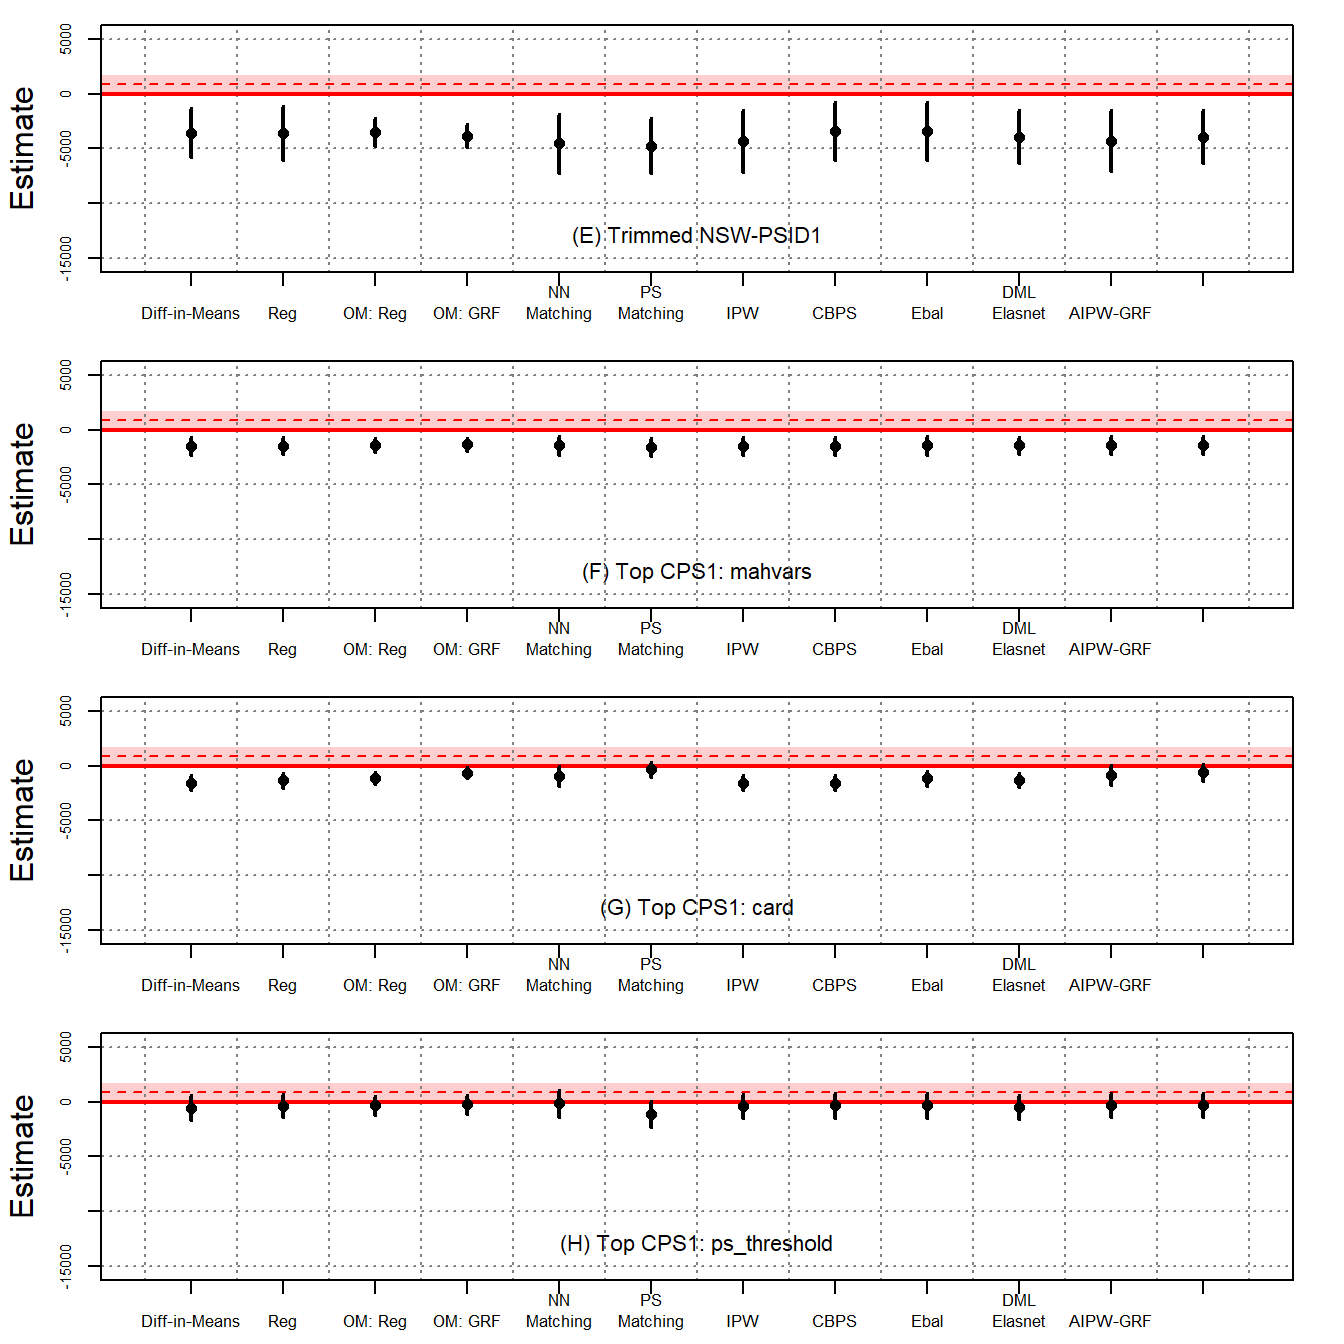 Estimate
5000
0
-5000
-15000
(E) Trimmed NSW-PSID1
Diff-in-Means
Reg
OM: Reg
OM: GRF
NN
Matching
PS
Matching
IPW
CBPS
Ebal
DML
Elasnet
AIPW-GRF
Estimate
5000
0
-5000
-15000
(F) Top CPS1: mahvars
Diff-in-Means
Reg
OM: Reg
OM: GRF
NN
Matching
PS
Matching
IPW
CBPS
Ebal
DML
Elasnet
AIPW-GRF
Estimate
5000
0
-5000
-15000
(G) Top CPS1: card
Diff-in-Means
Reg
OM: Reg
OM: GRF
NN
Matching
PS
Matching
IPW
CBPS
Ebal
DML
Elasnet
AIPW-GRF
Estimate
5000
0
-5000
-15000
(H) Top CPS1: ps_threshold
Diff-in-Means
Reg
OM: Reg
OM: GRF
NN
Matching
PS
Matching
IPW
CBPS
Ebal
DML
Elasnet
AIPW-GRF